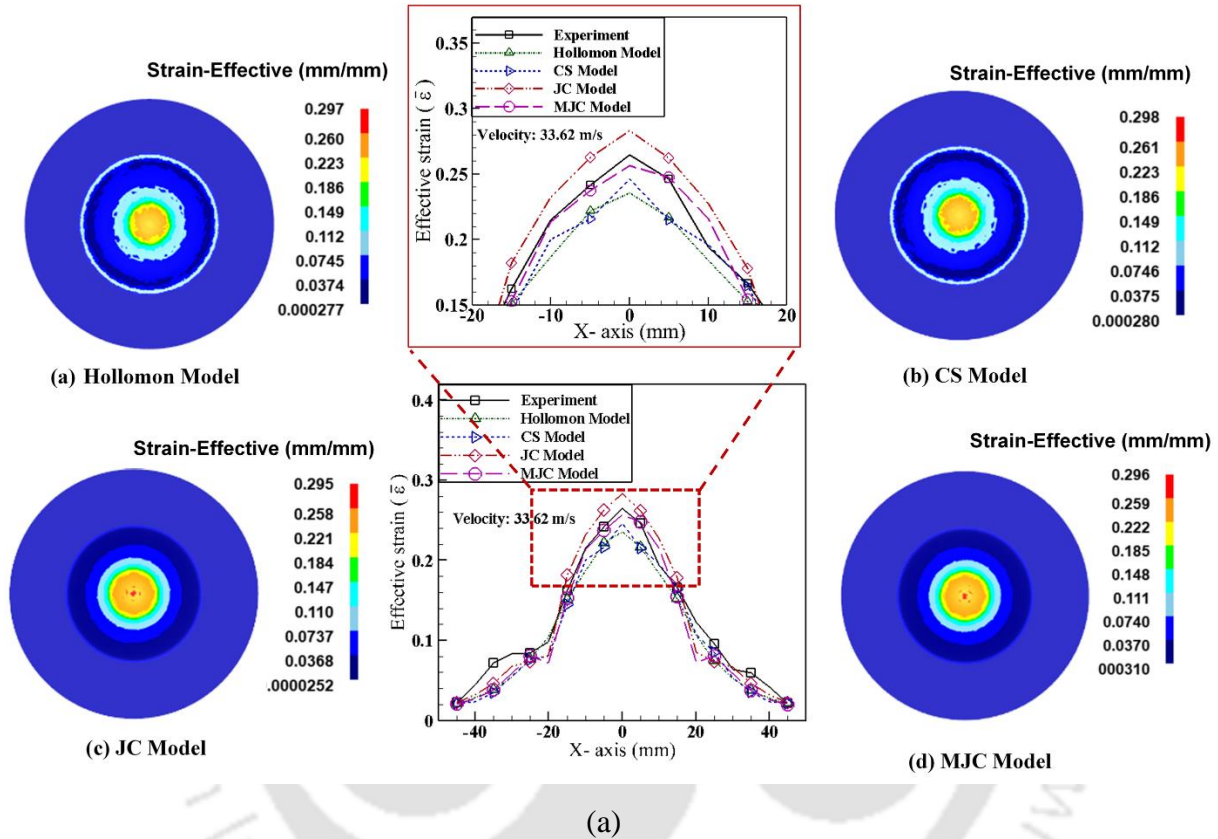 Strain-Effective (mm/mm)
0.297
0.260
0.223
0.186
0.149
0.112
0.0745
0.0374
0.000277
(a) Hollomon Model
Experiment
Hollomon Model
CS Model
JC Model
MJC Model
Velocity: 33.62 m/s
Effective strain ( ε̄ )
0.35
0.3
0.25
0.2
0.15
-20
-10
0
10
20
X- axis (mm)
Strain-Effective (mm/mm)
0.298
0.261
0.223
0.186
0.149
0.112
0.0746
0.0375
0.000280
(b) CS Model
Strain-Effective (mm/mm)
0.295
0.258
0.221
0.184
0.147
0.110
0.0737
0.0368
.0000252
(c) JC Model
Experiment
Hollomon Model
CS Model
JC Model
MJC Model
Velocity: 33.62 m/s
Effective strain ( ε̄ )
0.4
0.3
0.2
0.1
0
-40
-20
0
20
40
X- axis (mm)
Strain-Effective (mm/mm)
0.296
0.259
0.222
0.185
0.148
0.111
0.0740
0.0370
000310
(d) MJC Model
(a)